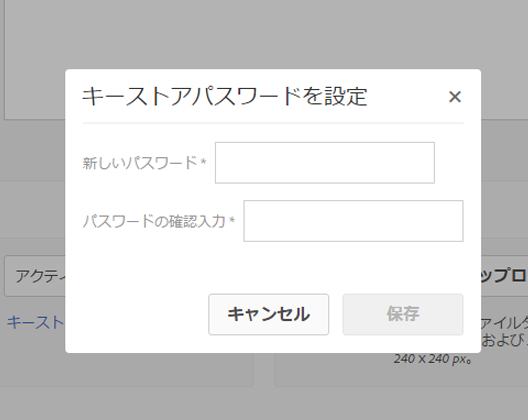 キーストアパスワードを設定 ×
新しいパスワード *
パスワードの確認入力 *
アクティ
ップロ
キャンセル 保存
キースト
ァイルタ
および、
240 x 240 px。